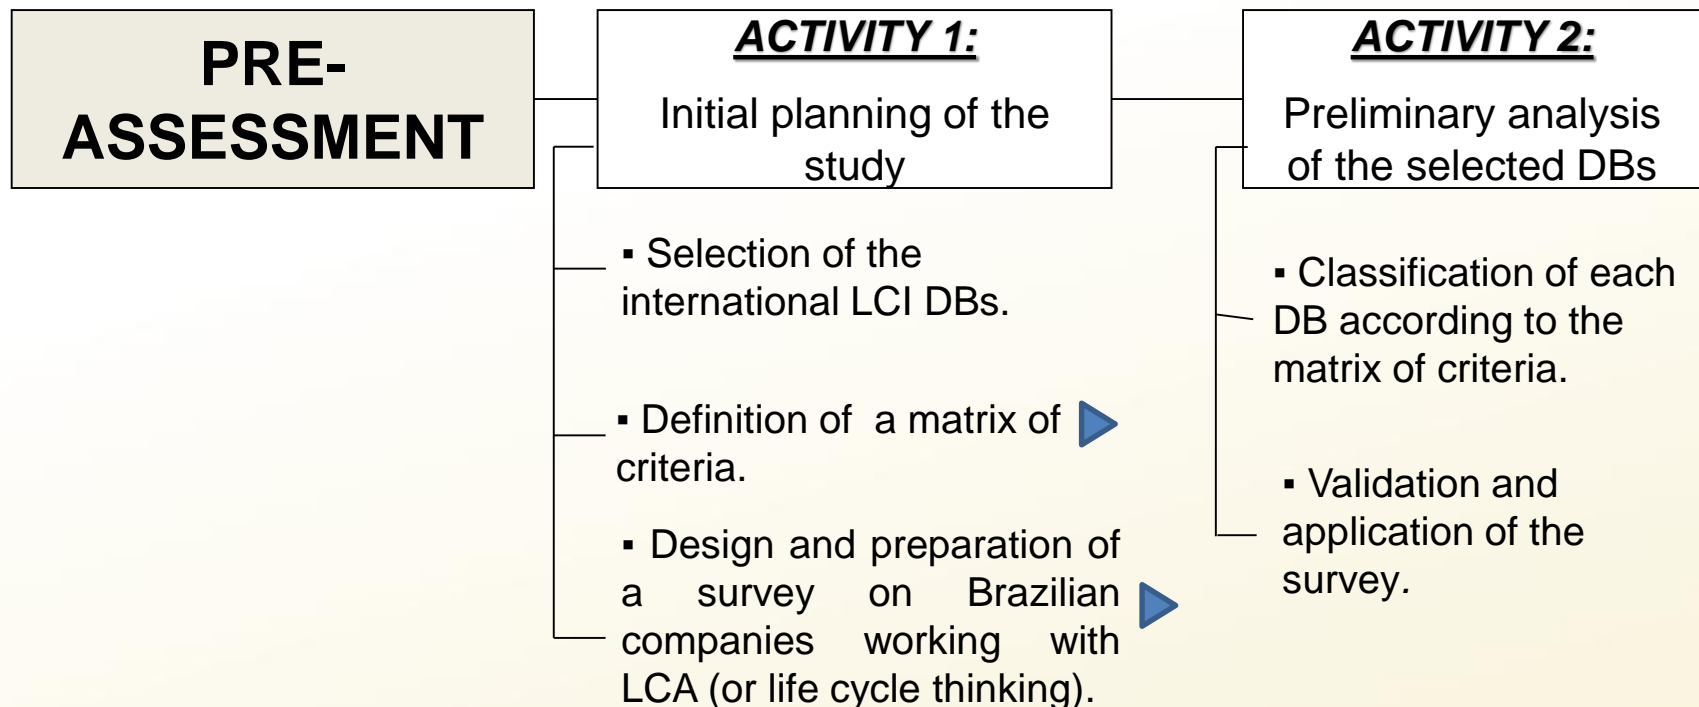 PRE-
ASSESSMENT
ACTIVITY 1:
Initial planning of the
study
▪ Selection of the
international LCI DBs.
▪ Definition of  a matrix of
criteria.
▪ Design and preparation of
a survey on Brazilian
companies working with
LCA (or life cycle thinking).
ACTIVITY 2:
Preliminary analysis
of the selected DBs
▪ Classification of each
DB according to the
matrix of criteria.
▪ Validation and
application of the
survey.